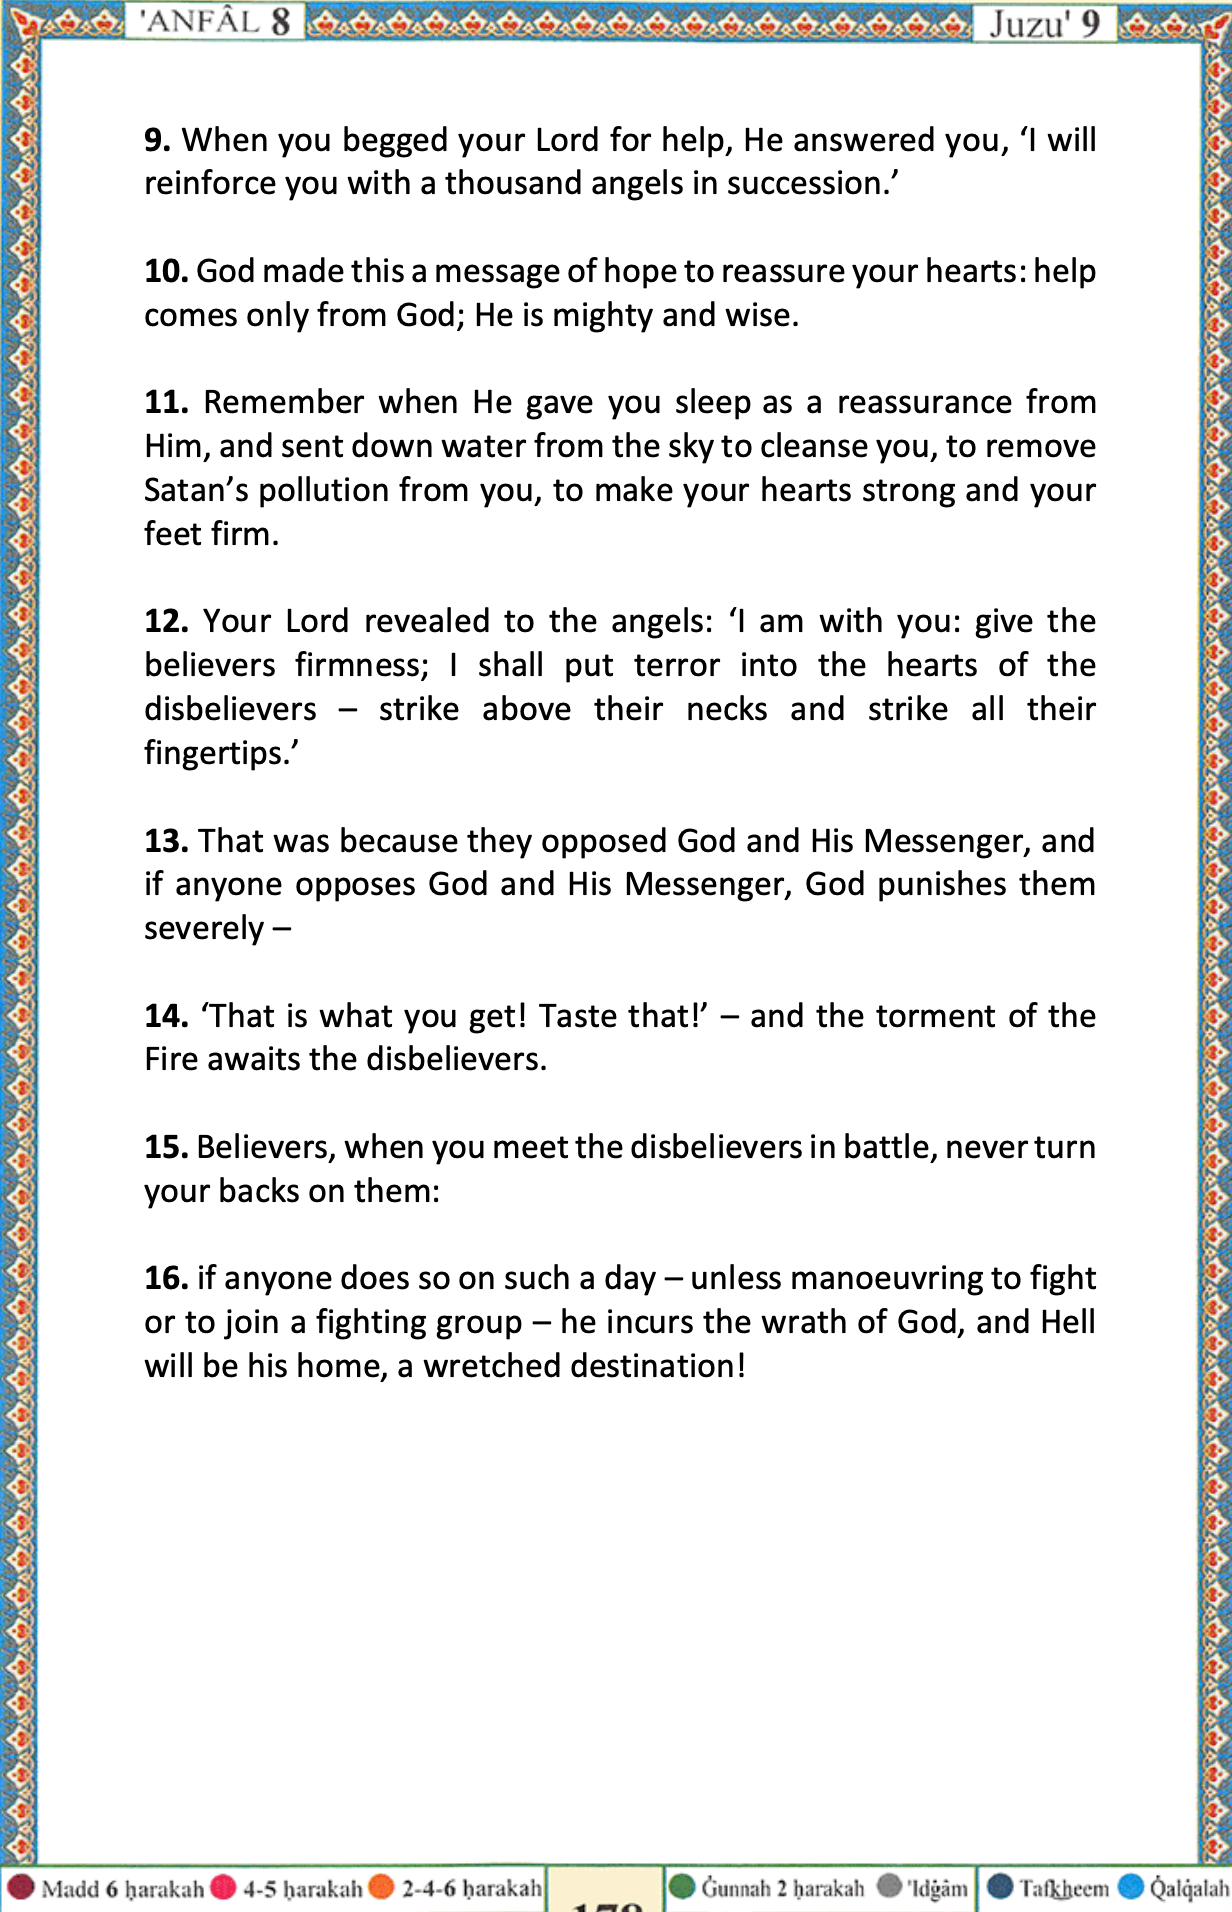 'ANFÂL 8
Juzu' 9
9. When you begged your Lord for help, He answered you, ‘I will
reinforce you with a thousand angels in succession.’
10. God made this a message of hope to reassure your hearts: help
comes only from God; He is mighty and wise.
11. Remember when He gave you sleep as a reassurance from
Him, and sent down water from the sky to cleanse you, to remove
Satan’s pollution from you, to make your hearts strong and your
feet firm.
12. Your Lord revealed to the angels: ‘I am with you: give the
believers firmness; I shall put terror into the hearts of the
disbelievers – strike above their necks and strike all their
fingertips.’
13. That was because they opposed God and His Messenger, and
if anyone opposes God and His Messenger, God punishes them
severely –
14. ‘That is what you get! Taste that!’ – and the torment of the
Fire awaits the disbelievers.
15. Believers, when you meet the disbelievers in battle, never turn
your backs on them:
16. if anyone does so on such a day – unless manoeuvring to fight
or to join a fighting group – he incurs the wrath of God, and Hell
will be his home, a wretched destination!
Madd 6 ḥarakah 4-5 ḥarakah 2-4-6 ḥarakah
Ġunnah 2 ḥarakah 'Idġâm
Tafkheem Q̇alq̇alah